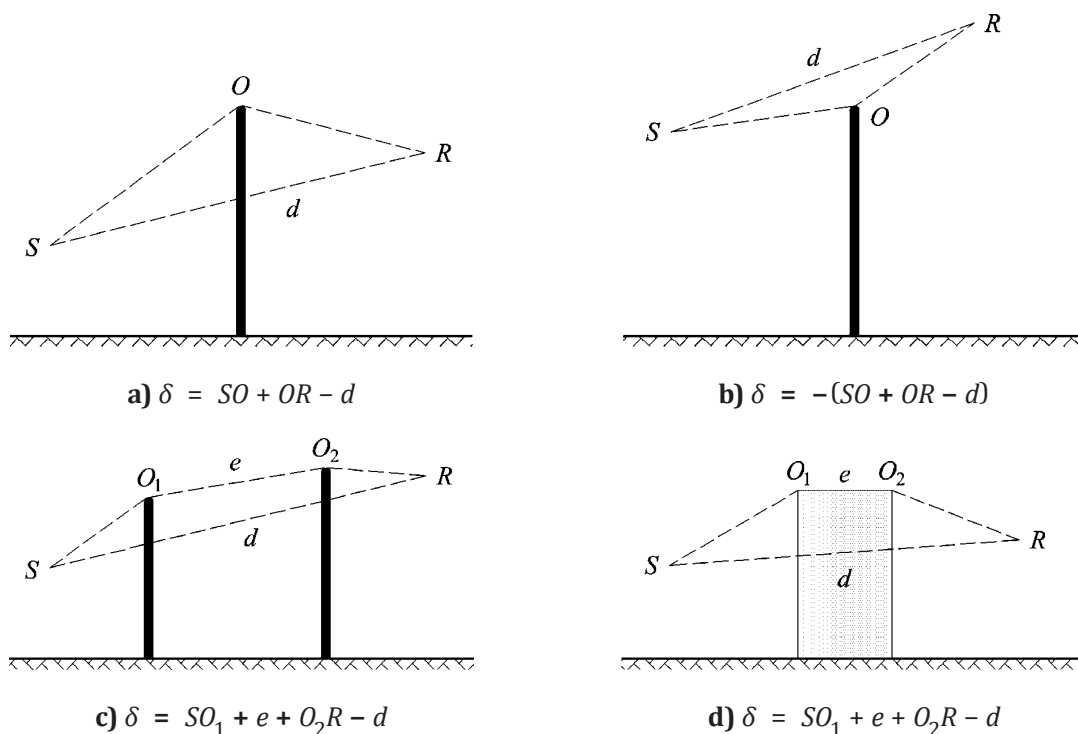 O
S
R
d
R
d
S
O
a) δ = SO + OR – d
b) δ = –(SO + OR – d)
O₁
e
O₂
R
S
d
O₁
e
O₂
S
R
d
c) δ = SO₁ + e + O₂R – d
d) δ = SO₁ + e + O₂R – d